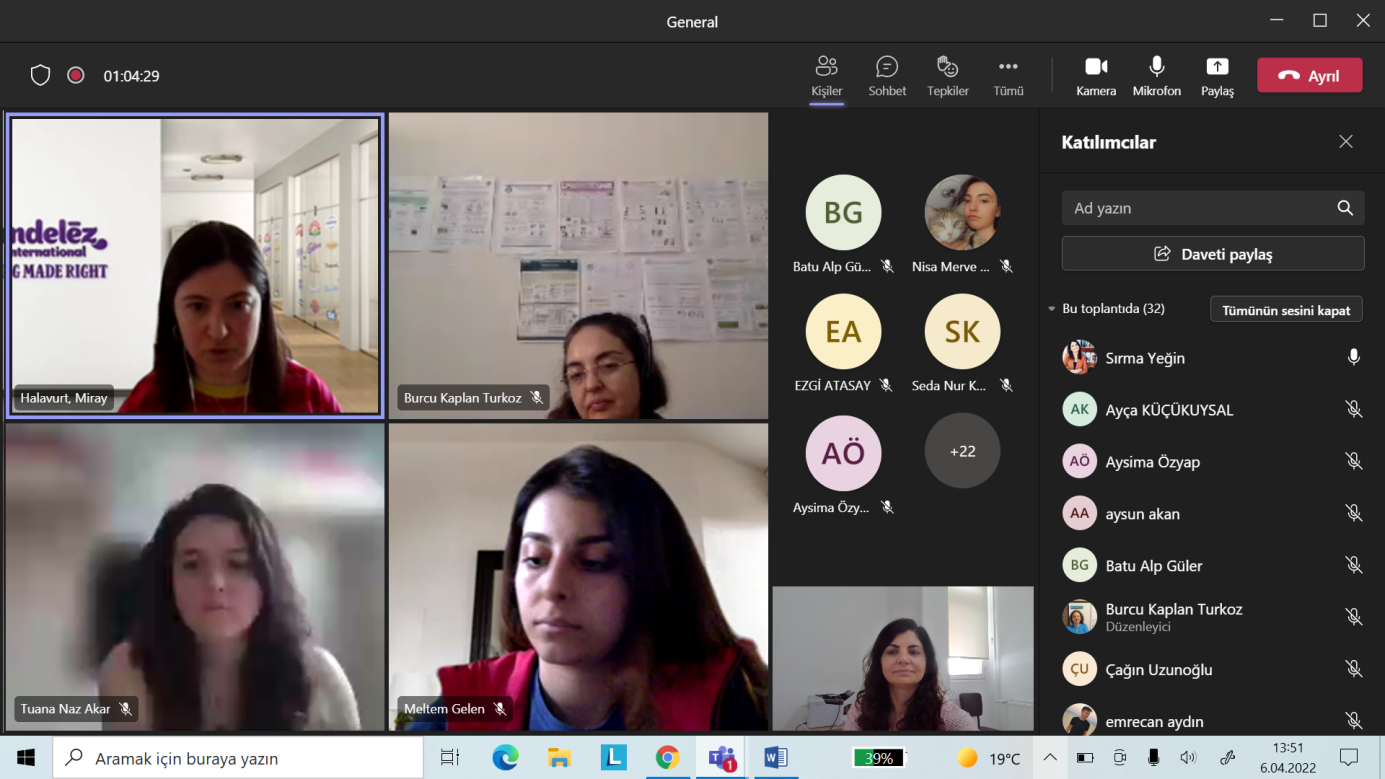 General
01:04:29
Kişiler
Sohbet
Tepkiler
Tümü
Kamera
Mikrofon
Paylaş
Ayrıl
ndelēz
International
G MADE RIGHT
Halavurt, Miray
Burcu Kaplan Turkoz
Tuana Naz Akar
Meltem Gelen
BG
Batu Alp Gü...
Nisa Merve ...
EA
EZGİ ATASAY
SK
Seda Nur K...
AÖ
Aysima Özy...
+22
Katılımcılar
Ad yazın
Daveti paylaş
Bu toplantıda (32)
Tümünün sesini kapat
Sırma Yeğin
AK
Ayça KÜÇÜKUYSAL
AÖ
Aysima Özyap
AA
aysun akan
BG
Batu Alp Güler
Burcu Kaplan Turkoz
Düzenleyici
ÇU
Çağın Uzunoğlu
emrecan aydın
Aramak için buraya yazın
L
1
W
39%
19°C
13:51
6.04.2022